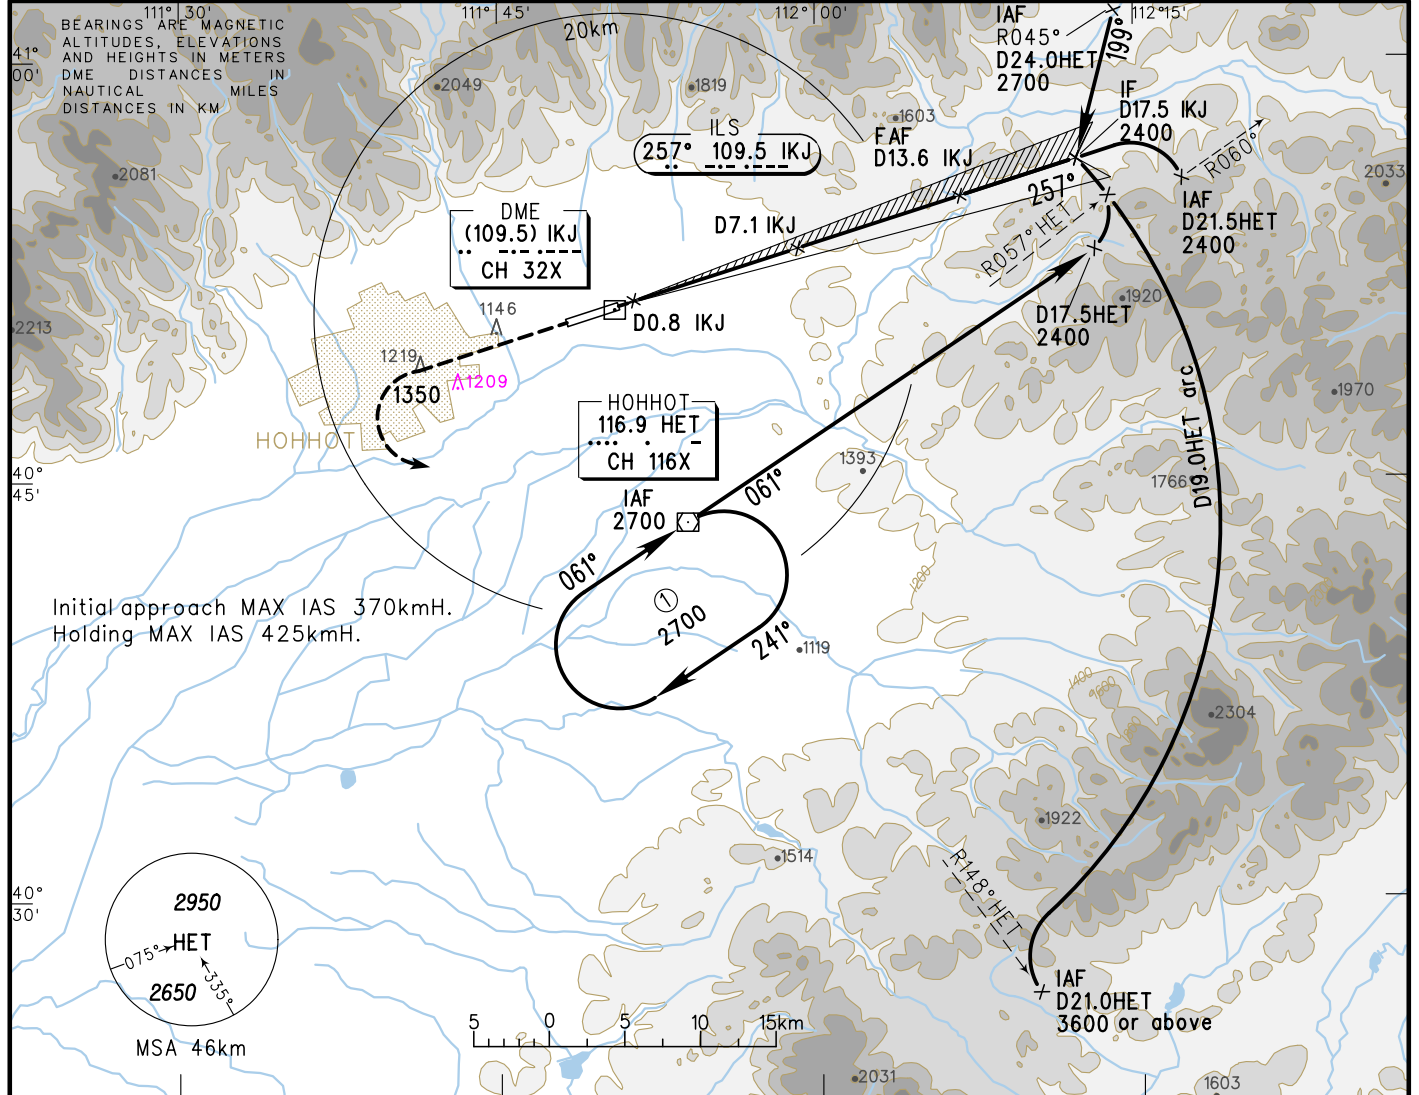 111° 30'
111° 45'
112° 00'
112° 15'
BEARINGS ARE MAGNETIC
ALTITUDES, ELEVATIONS
AND HEIGHTS IN METERS
DME DISTANCES IN
NAUTICAL MILES
DISTANCES IN KM
41°
00'
20km
IAF
R045°
D24.0HET
2700
199°
IF
D17.5 IKJ
2400
2049
1819
1603
ILS
257° 109.5 IKJ
FAF
D13.6 IKJ
R060°
2033
2081
257°
IAF
D21.5HET
2400
DME
(109.5) IKJ
CH 32X
D7.1 IKJ
R057° HET
1920
D17.5HET
2400
1146
D0.8 IKJ
2213
1219
1209
1350
1970
HOHHOT
HOHHOT
116.9 HET
CH 116X
D19.0HET arc
40°
45'
1393
1766
061°
IAF
2700
061°
1200
Initial approach MAX IAS 370kmH.
Holding MAX IAS 425kmH.
1
2700
241°
1119
1400
1600
2304
1922
1514
R148° HET
40°
30'
2950
HET
075°
335°
2650
MSA 46km
IAF
D21.0HET
3600 or above
5 0 5 10 15km
2031
1603